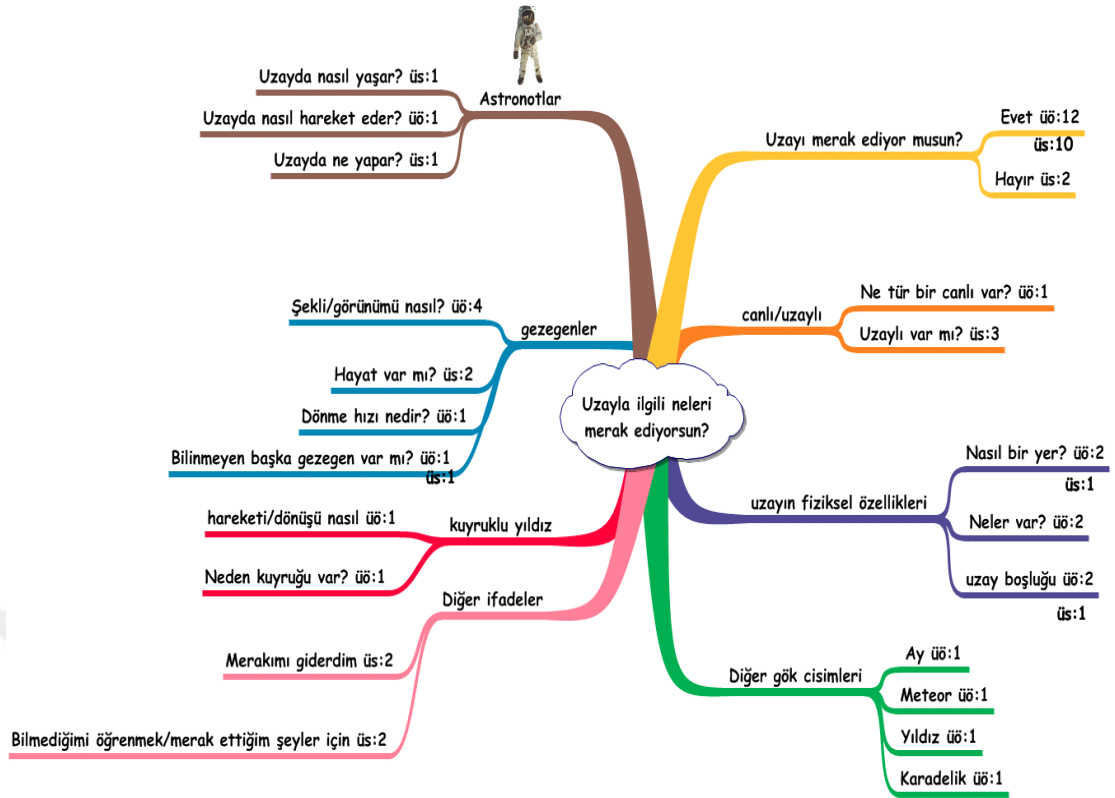 Uzayla ilgili neleri
merak ediyorsun?
Astronotlar
Uzayda nasıl yaşar? üs:1
Uzayda nasıl hareket eder? üö:1
Uzayda ne yapar? üs:1
Uzayı merak ediyor musun?
Evet üö:12
üs:10
Hayır üs:2
canlı/uzaylı
Ne tür bir canlı var? üö:1
Uzaylı var mı? üs:3
gezegenler
Şekli/görünümü nasıl? üö:4
Hayat var mı? üs:2
Dönme hızı nedir? üö:1
Bilinmeyen başka gezegen var mı? üö:1
üs:1
uzayın fiziksel özellikleri
Nasıl bir yer? üö:2
üs:1
Neler var? üö:2
uzay boşluğu üö:2
üs:1
kuyruklu yıldız
hareketi/dönüşü nasıl üö:1
Neden kuyruğu var? üö:1
Diğer ifadeler
Merakımı giderdim üs:2
Bilmediğimi öğrenmek/merak ettiğim şeyler için üs:2
Diğer gök cisimleri
Ay üö:1
Meteor üö:1
Yıldız üö:1
Karadelik üö:1